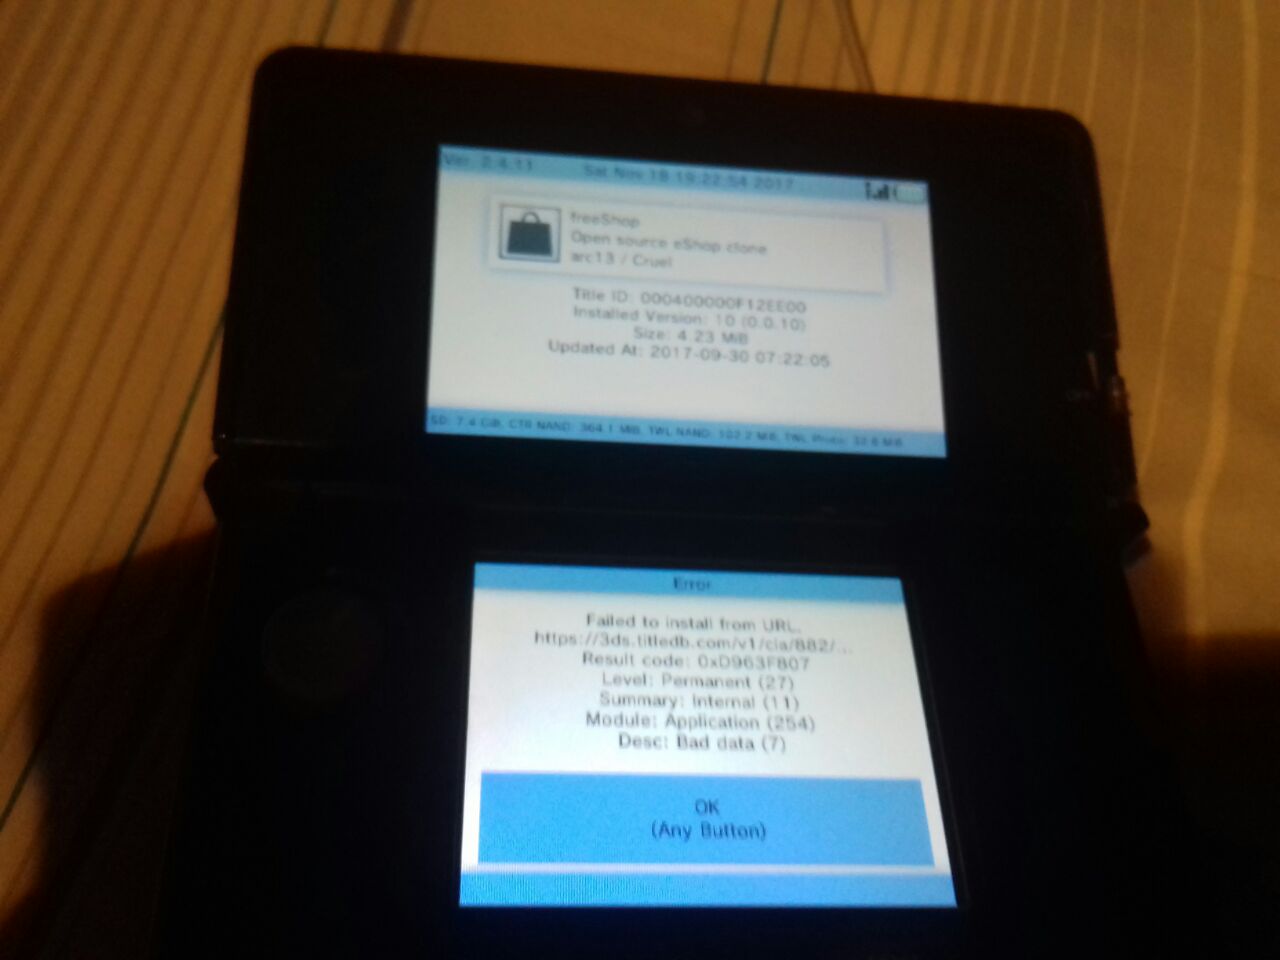 Ver. 2.4.11
Sat Nov 18 19:22:54 2017
freeShop
Open source eShop clone
arc13 / Cruel
Title ID: 000400000F12EE00
Installed Version: 10 (0.0.10)
Size: 4.23 MiB
Updated At: 2017-09-30 07:22:05
SD: 7.4 GiB, CTR NAND: 364.1 MiB, TWL NAND: 102.2 MiB, TWL Photo: 32.6 MiB
Error
Failed to install from URL.
https://3ds.titledb.com/v1/cia/882/...
Result code: 0xD963F807
Level: Permanent (27)
Summary: Internal (11)
Module: Application (254)
Desc: Bad data (7)
OK
(Any Button)